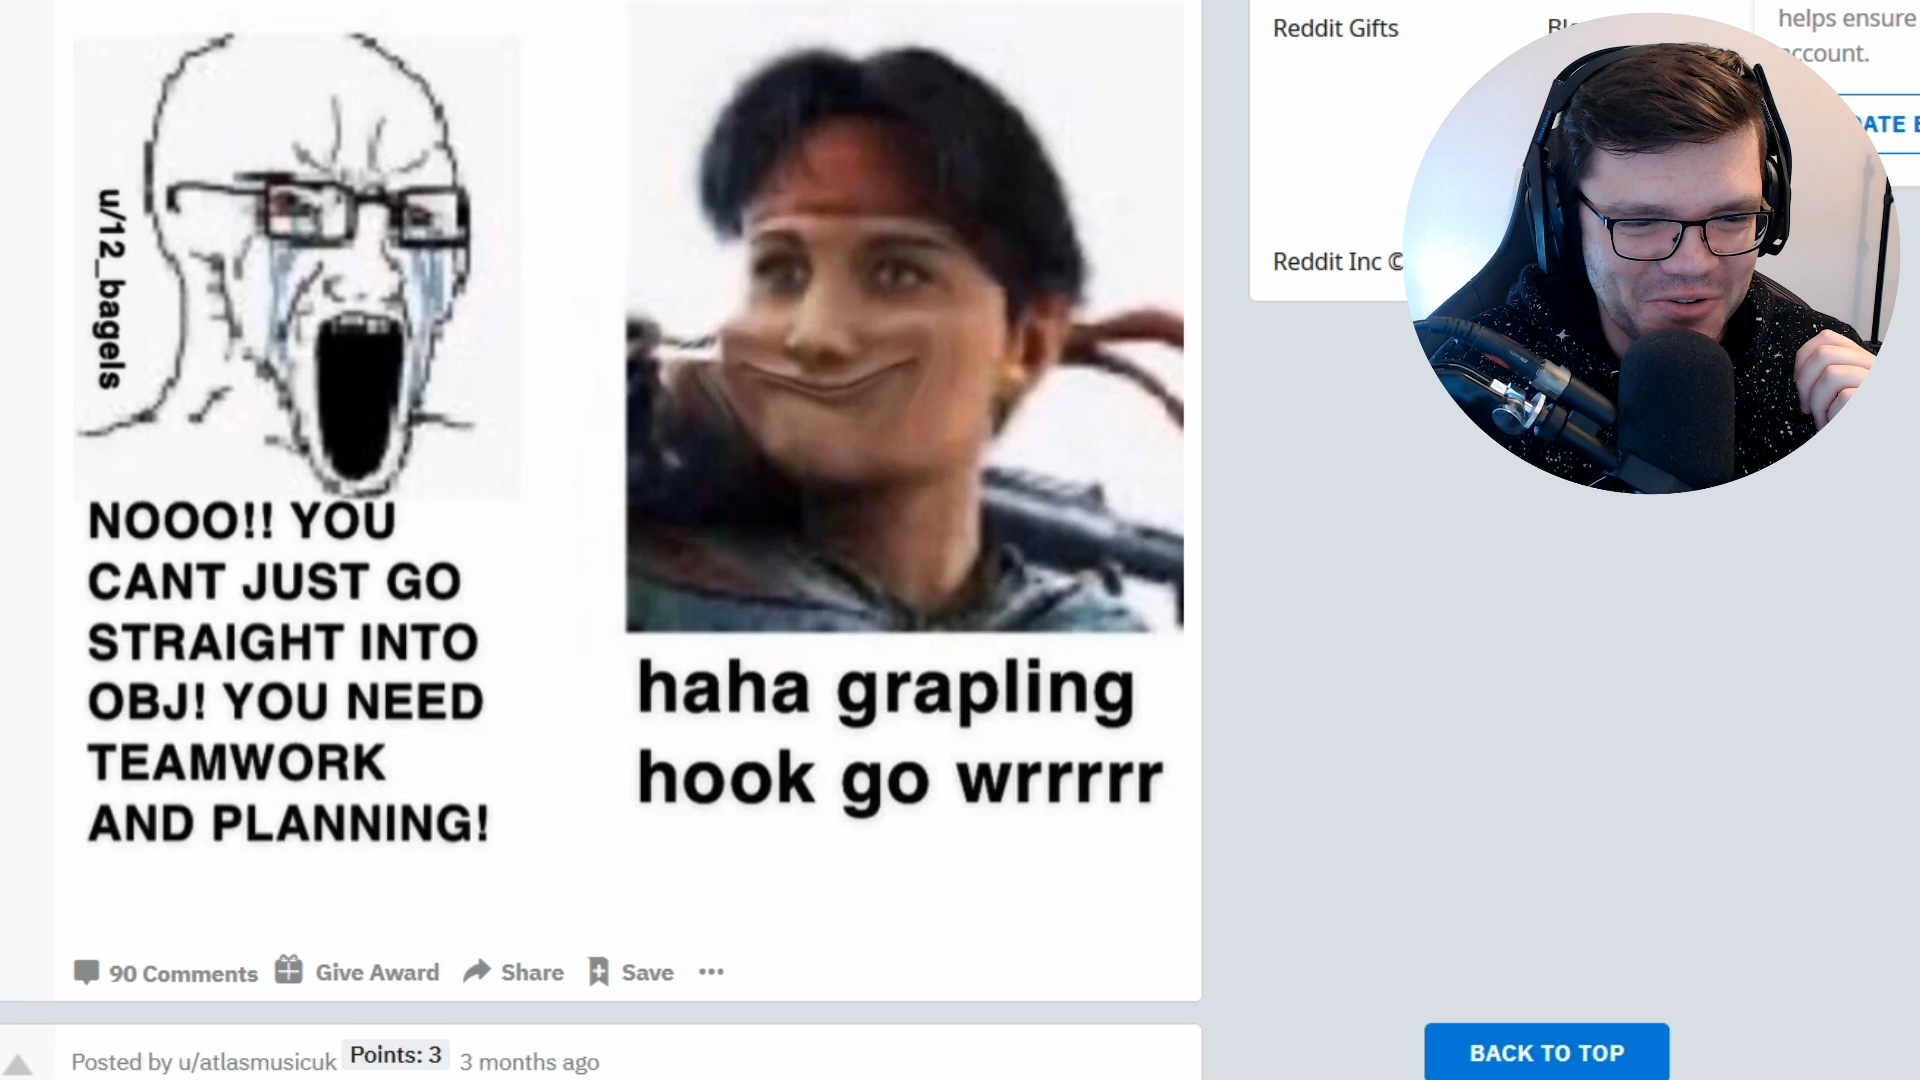 u/12_bagels
NOOO!! YOU
CANT JUST GO
STRAIGHT INTO
OBJ! YOU NEED
TEAMWORK
AND PLANNING!
haha grapling
hook go wrrrrr
90 Comments Give Award Share Save
Posted by u/atlasmusicuk Points: 3 3 months ago
Reddit Gifts
Reddit Inc ©
helps ensure
account.
BACK TO TOP